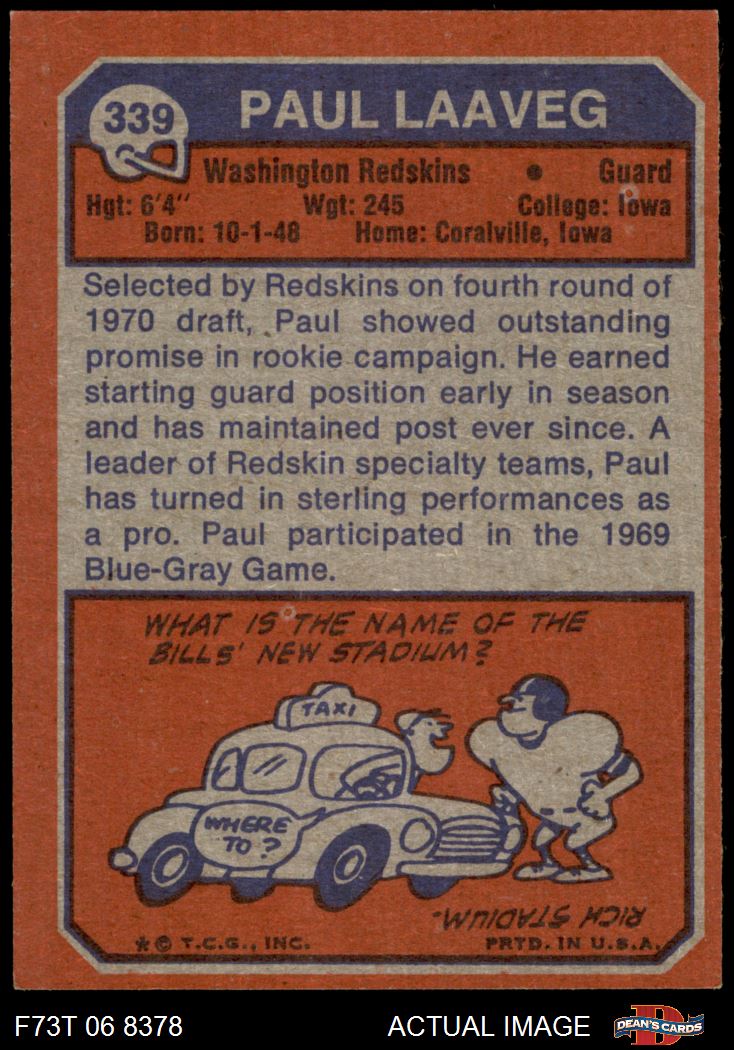 339
PAUL LAAVEG
Washington Redskins • Guard
Hgt: 6'4" Wgt: 245 College: Iowa
Born: 10-1-48 Home: Coralville, Iowa
Selected by Redskins on fourth round of
1970 draft, Paul showed outstanding
promise in rookie campaign. He earned
starting guard position early in season
and has maintained post ever since. A
leader of Redskin specialty teams, Paul
has turned in sterling performances as
a pro. Paul participated in the 1969
Blue-Gray Game.
WHAT IS THE NAME OF THE
BILLS' NEW STADIUM?
TAXI
WHERE
TO?
RICH STADIUM.
* © T.C.G., INC. PRTD. IN U.S.A.
F73T 06 8378 ACTUAL IMAGE
D
DEAN'S CARDS